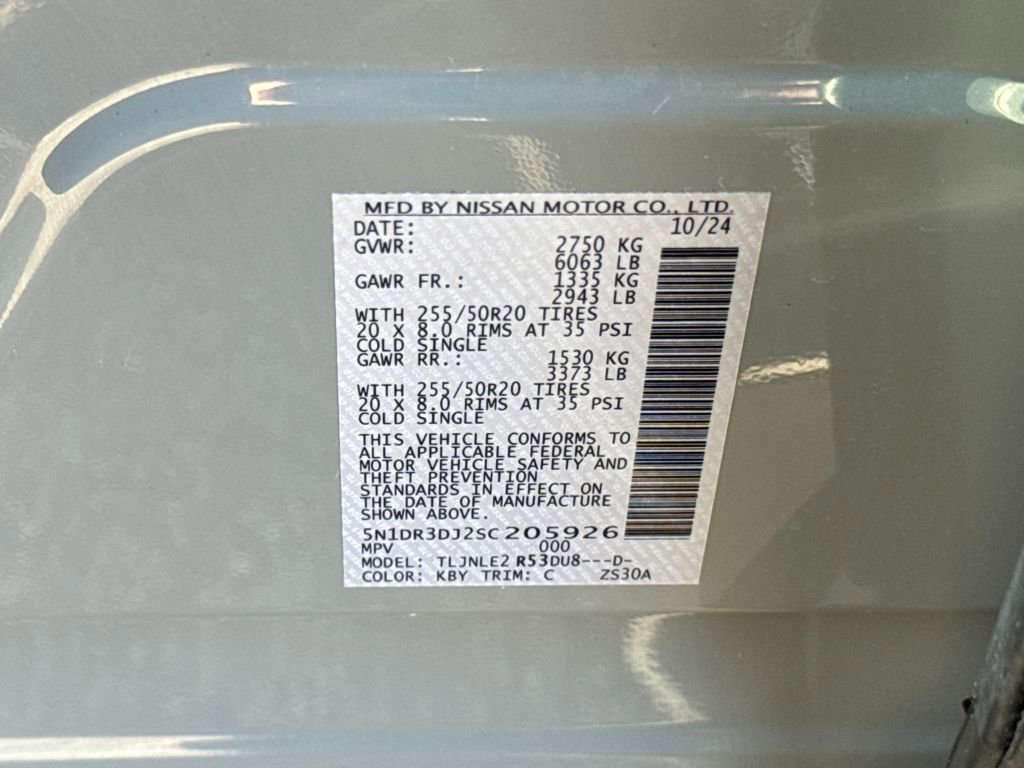 MFD BY NISSAN MOTOR CO., LTD.
DATE: 10/24
GVWR: 2750 KG
6063 LB
GAWR FR.: 1335 KG
2943 LB
WITH 255/50R20 TIRES
20 X 8.0 RIMS AT 35 PSI
COLD SINGLE
GAWR RR.: 1530 KG
3373 LB
WITH 255/50R20 TIRES
20 X 8.0 RIMS AT 35 PSI
COLD SINGLE
THIS VEHICLE CONFORMS TO
ALL APPLICABLE FEDERAL
MOTOR VEHICLE SAFETY AND
THEFT PREVENTION
STANDARDS IN EFFECT ON
THE DATE OF MANUFACTURE
SHOWN ABOVE.
5N1DR3DJ2SC205926
MPV 000
MODEL: TLJNLE2 R53DU8---D-
COLOR: KBY TRIM: C ZS30A